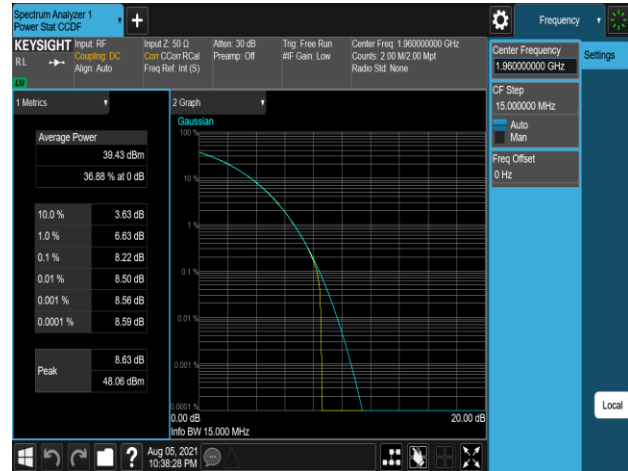 Spectrum Analyzer 1
Power Stat CCDF
Frequency
KEYSIGHT
RL
LXI
Input: RF
Coupling: DC
Align: Auto
Input Z: 50 Ω
Corr CCorr RCal
Freq Ref: Int (S)
Atten: 30 dB
Preamp: Off
Trig: Free Run
#IF Gain: Low
Center Freq: 1.960000000 GHz
Counts: 2.00 M/2.00 Mpt
Radio Std: None
Center Frequency
1.960000000 GHz
Settings
CF Step
15.000000 MHz
Auto
Man
Freq Offset
0 Hz
1 Metrics
Average Power
39.43 dBm
36.88 % at 0 dB
10.0 % 3.63 dB
1.0 % 6.63 dB
0.1 % 8.22 dB
0.01 % 8.50 dB
0.001 % 8.56 dB
0.0001 % 8.59 dB
Peak
8.63 dB
48.06 dBm
2 Graph
Gaussian
100 %
10 %
1 %
0.1 %
0.01 %
0.001 %
0.0001 %
0.00 dB
20.00 dB
Info BW 15.000 MHz
Local
?
Aug 05, 2021
10:38:28 PM